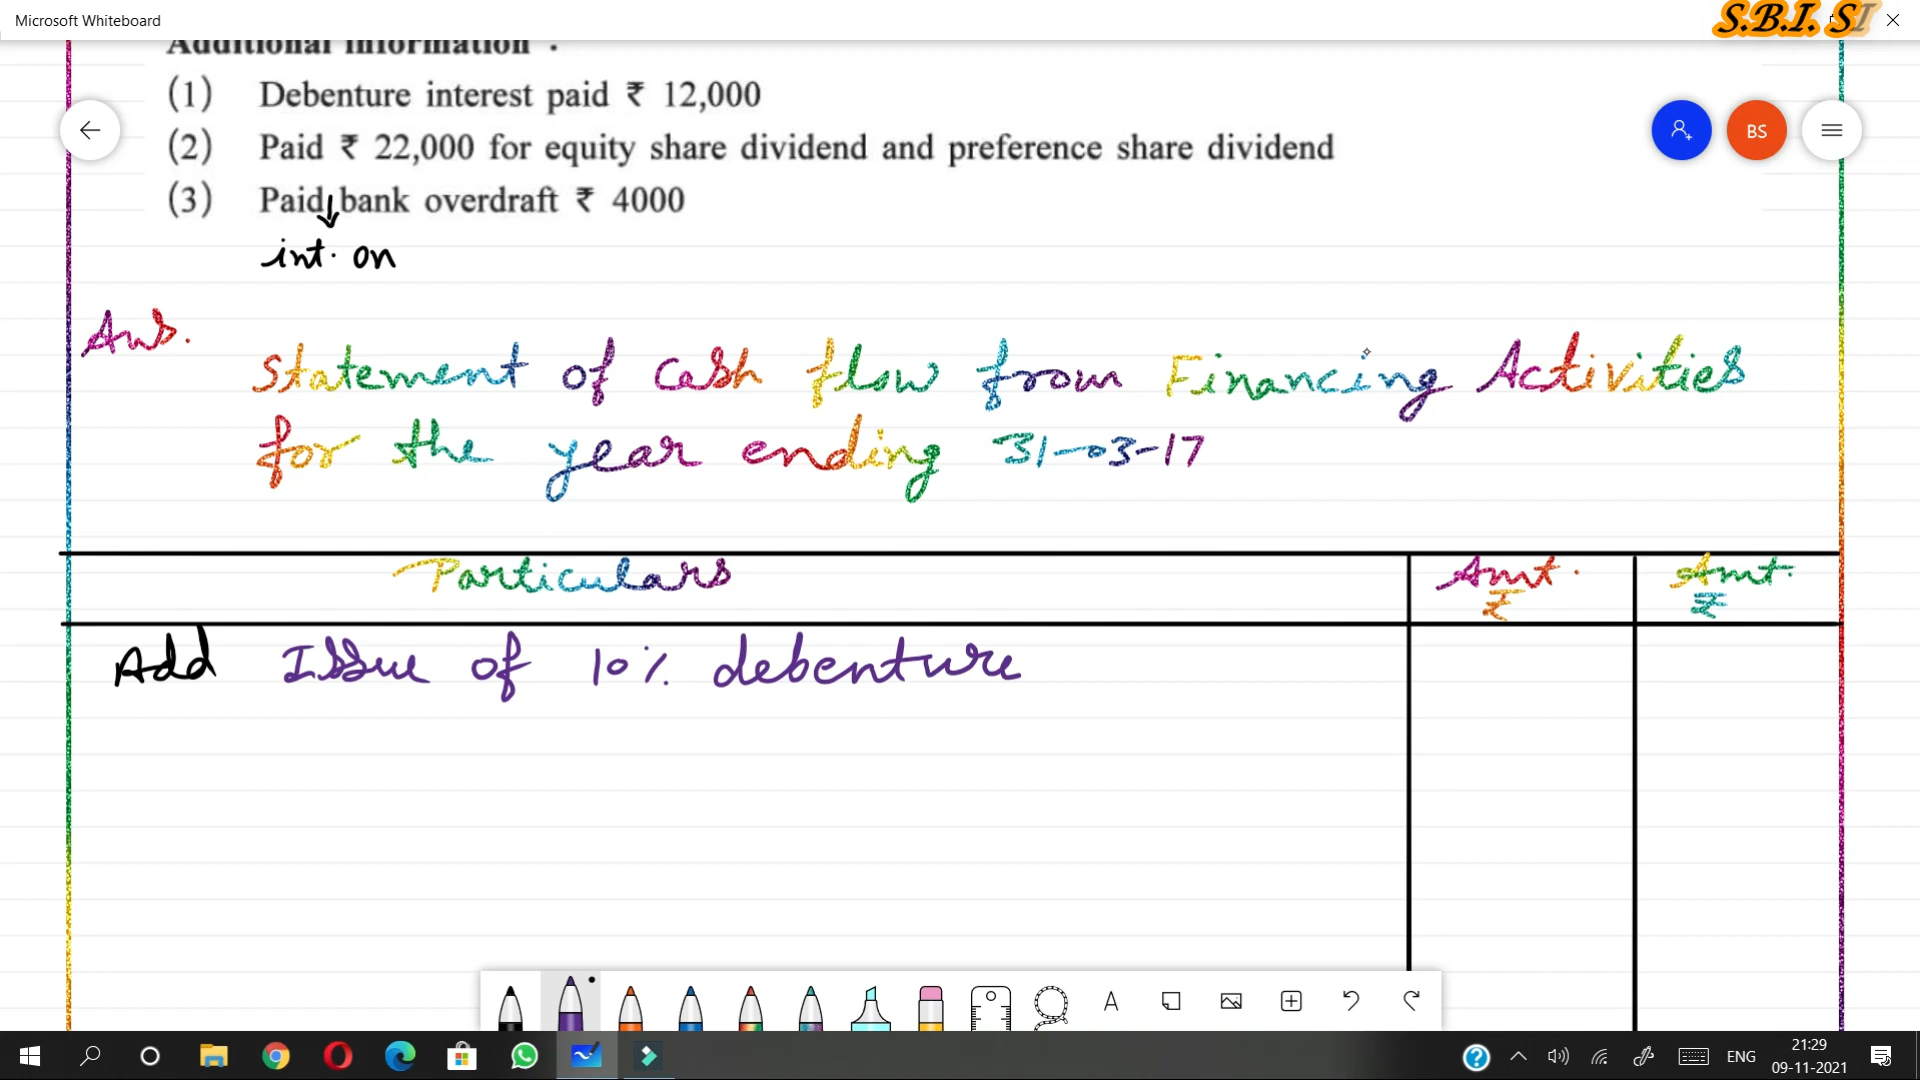 Microsoft Whiteboard
S.B.I. SI
Additional information :
(1) Debenture interest paid ₹ 12,000
(2) Paid ₹ 22,000 for equity share dividend and preference share dividend
(3) Paid bank overdraft ₹ 4000
int. on
BS
Ans.
Statement of Cash flow from Financing Activities
for the year ending 31-03-17
Particulars Amt. Amt.
₹ ₹
Add Issue of 10% debenture
A
ENG
21:29
09-11-2021